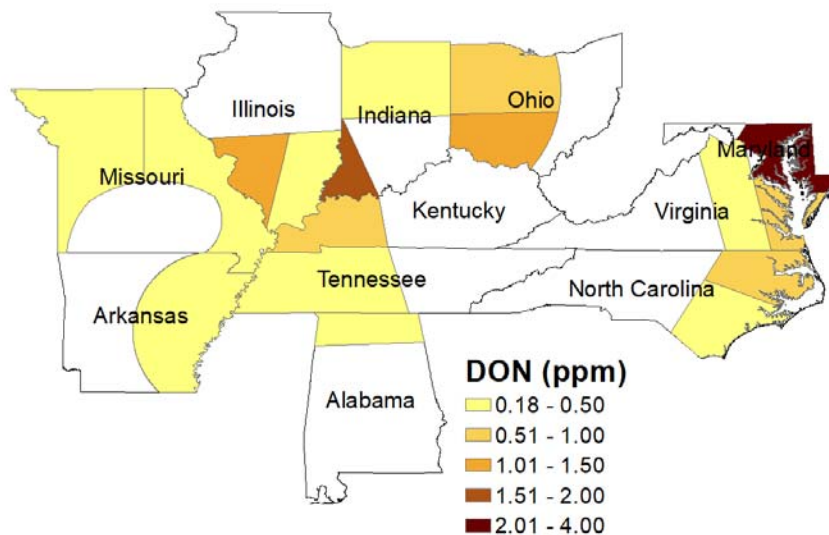 Illinois
Indiana
Ohio
Maryland
Missouri
Kentucky
Virginia
Tennessee
North Carolina
Arkansas
Alabama
DON (ppm)
0.18 - 0.50
0.51 - 1.00
1.01 - 1.50
1.51 - 2.00
2.01 - 4.00